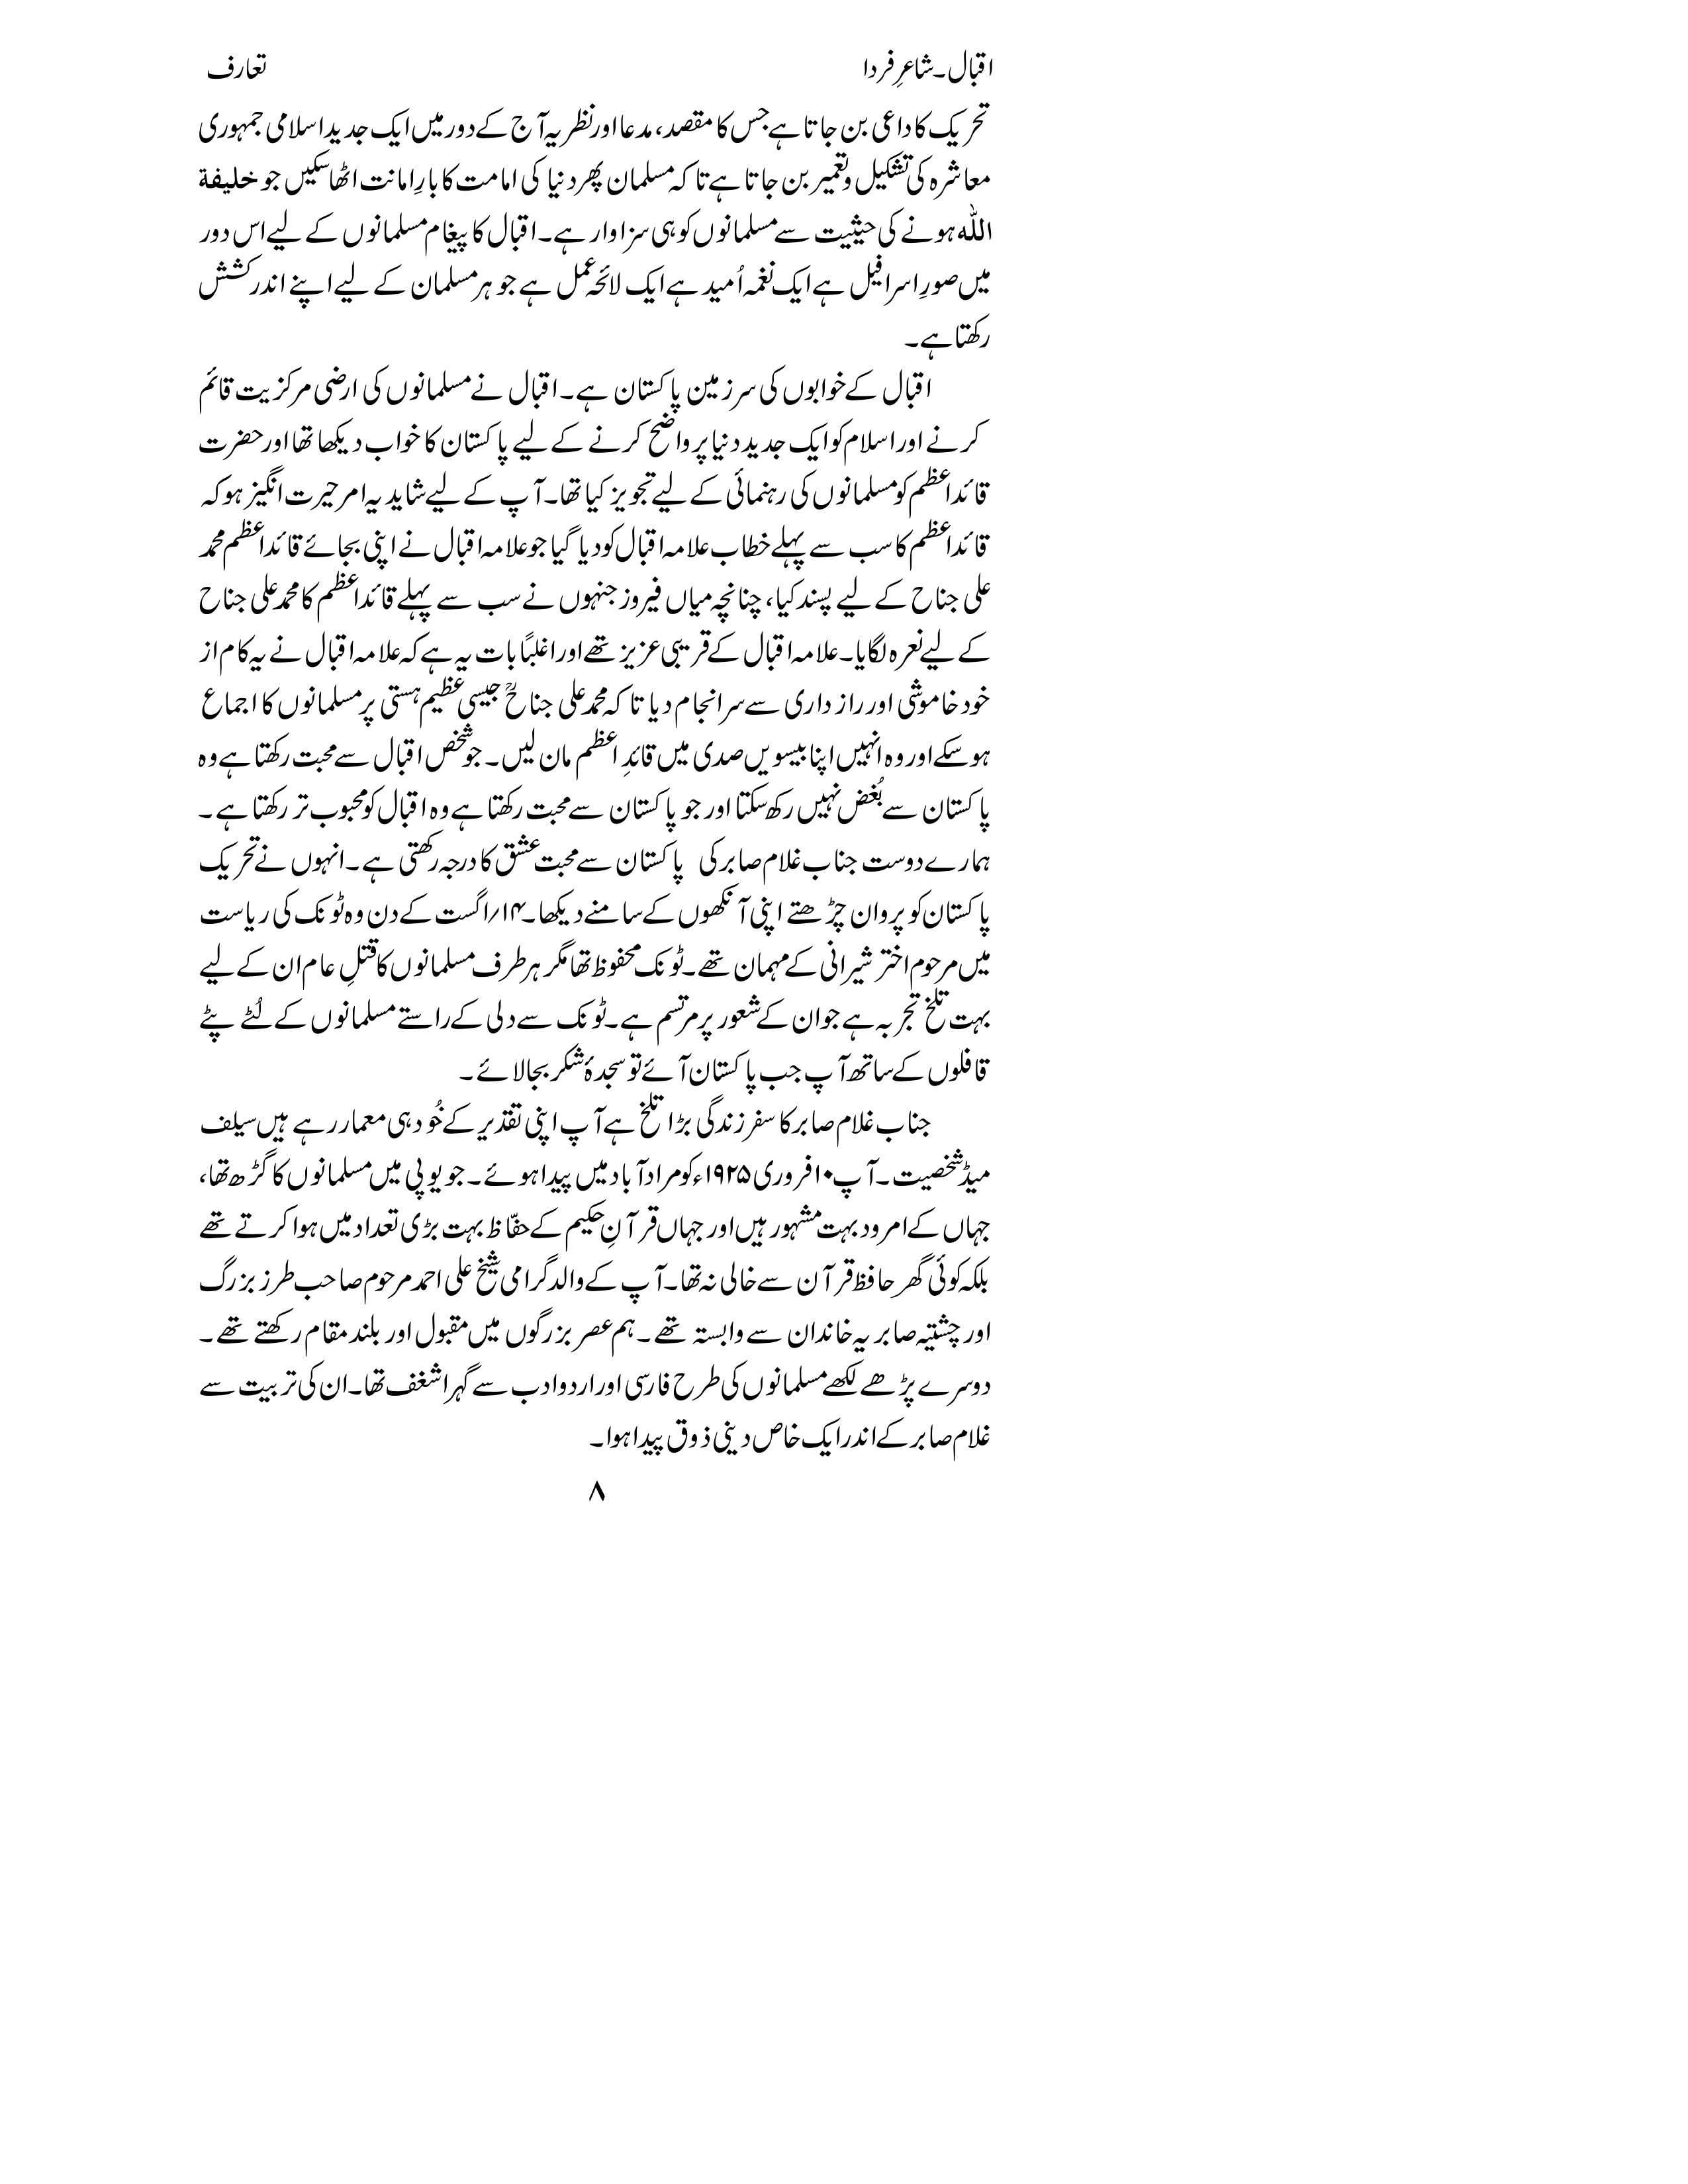 اقبال۔شاعرِ فردا تعارف
تحریک کا داعی بن جاتا ہے جس کا مقصد، مدعا اور نظریہ آج کے دور میں ایک جدید اسلامی جمہوری
معاشرہ کی تشکیل و تعمیر بن جاتا ہے تا کہ مسلمان پھر دنیا کی امامت کا بارِ امانت اٹھا سکیں جو خلیفة
اللہ ہونے کی حیثیت سے مسلمانوں کو ہی سزاوار ہے۔ اقبال کا پیغام مسلمانوں کے لیے اس دور
میں صورِ اسرافیل ہے ایک نغمہ اُمید ہے ایک لائحہ عمل ہے جو ہر مسلمان کے لیے اپنے اندر کشش
رکھتا ہے۔
اقبال کے خوابوں کی سرزمین پاکستان ہے۔ اقبال نے مسلمانوں کی ارضی مرکزیت قائم
کرنے اور اسلام کو ایک جدید دنیا پر واضح کرنے کے لیے پاکستان کا خواب دیکھا تھا اور حضرت
قائداعظم کو مسلمانوں کی رہنمائی کے لیے تجویز کیا تھا۔ آپ کے لیے شاید یہ امر حیرت انگیز ہو کہ
قائداعظم کا سب سے پہلے خطاب علامہ اقبال کو دیا گیا جو علامہ اقبال نے اپنی بجائے قائداعظم محمد
علی جناح کے لیے پسند کیا، چنانچہ میاں فیروز جنہوں نے سب سے پہلے قائداعظم کا محمد علی جناح
کے لیے نعرہ لگایا۔ علامہ اقبال کے قریبی عزیز تھے اور اغلباً بات یہ ہے کہ علامہ اقبال نے یہ کام از
خود خاموشی اور راز داری سے سرانجام دیا تا کہ محمد علی جناحؒ جیسی عظیم ہستی پر مسلمانوں کا اجماع
ہو سکے اور وہ انہیں اپنا بیسویں صدی میں قائدِ اعظم مان لیں۔ جو شخص اقبال سے محبت رکھتا ہے وہ
پاکستان سے بُغض نہیں رکھ سکتا اور جو پاکستان سے محبت رکھتا ہے وہ اقبال کو محبوب تر رکھتا ہے۔
ہمارے دوست جناب غلام صابر کی پاکستان سے محبت عشق کا درجہ رکھتی ہے۔ انہوں نے تحریک
پاکستان کو پروان چڑھتے اپنی آنکھوں کے سامنے دیکھا۔ ۱۴/اگست کے دن وہ ٹونک کی ریاست
میں مرحوم اختر شیرانی کے مہمان تھے۔ ٹونک محفوظ تھا مگر ہر طرف مسلمانوں کا قتلِ عام ان کے لیے
بہت تلخ تجربہ ہے جو ان کے شعور پر مرتسم ہے۔ ٹونک سے دلی کے راستے مسلمانوں کے لُٹے پٹے
قافلوں کے ساتھ آپ جب پاکستان آئے تو سجدۂ شکر بجالائے۔
جناب غلام صابر کا سفر زندگی بڑا تلخ ہے آپ اپنی تقدیر کے خُود ہی معمار رہے ہیں سیلف
میڈ شخصیت۔ آپ ۱۰ فروری ۱۹۲۵ء کو مراد آباد میں پیدا ہوئے۔ جو یوپی میں مسلمانوں کا گڑھ تھا،
جہاں کے امرود بہت مشہور ہیں اور جہاں قرآنِ حکیم کے حفّاظ بہت بڑی تعداد میں ہوا کرتے تھے
بلکہ کوئی گھر حافظ قرآن سے خالی نہ تھا۔ آپ کے والد گرامی شیخ علی احمد مرحوم صاحب طرز بزرگ
اور چشتیہ صابریہ خاندان سے وابستہ تھے۔ ہم عصر بزرگوں میں مقبول اور بلند مقام رکھتے تھے۔
دوسرے پڑھے لکھے مسلمانوں کی طرح فارسی اور اردو ادب سے گہرا شغف تھا۔ ان کی تربیت سے
غلام صابر کے اندر ایک خاص دینی ذوق پیدا ہوا۔
۸